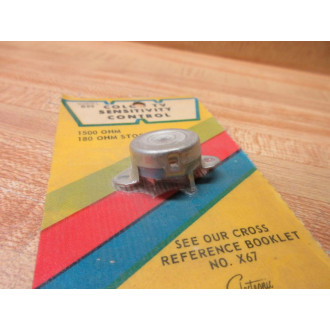 COLOR TV
SENSITIVITY
CONTROL
1500 OHM
180 OHM
SEE OUR CROSS
REFERENCE BOOKLET
NO. X67